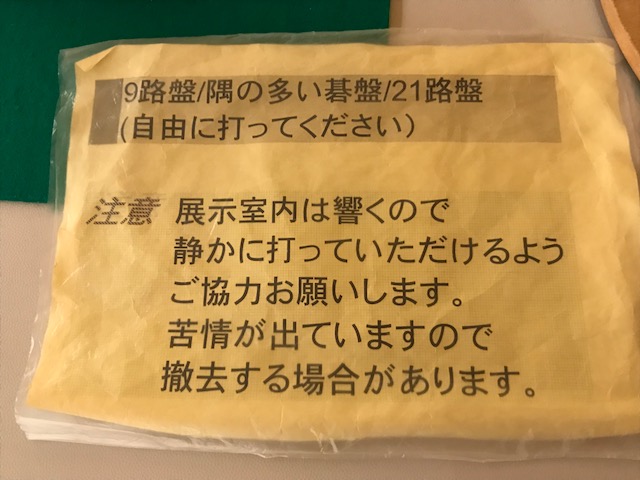 9路盤/隅の多い碁盤/21路盤
(自由に打ってください）
注意 展示室内は響くので
静かに打っていただけるよう
ご協力お願いします。
苦情が出ていますので
撤去する場合があります。